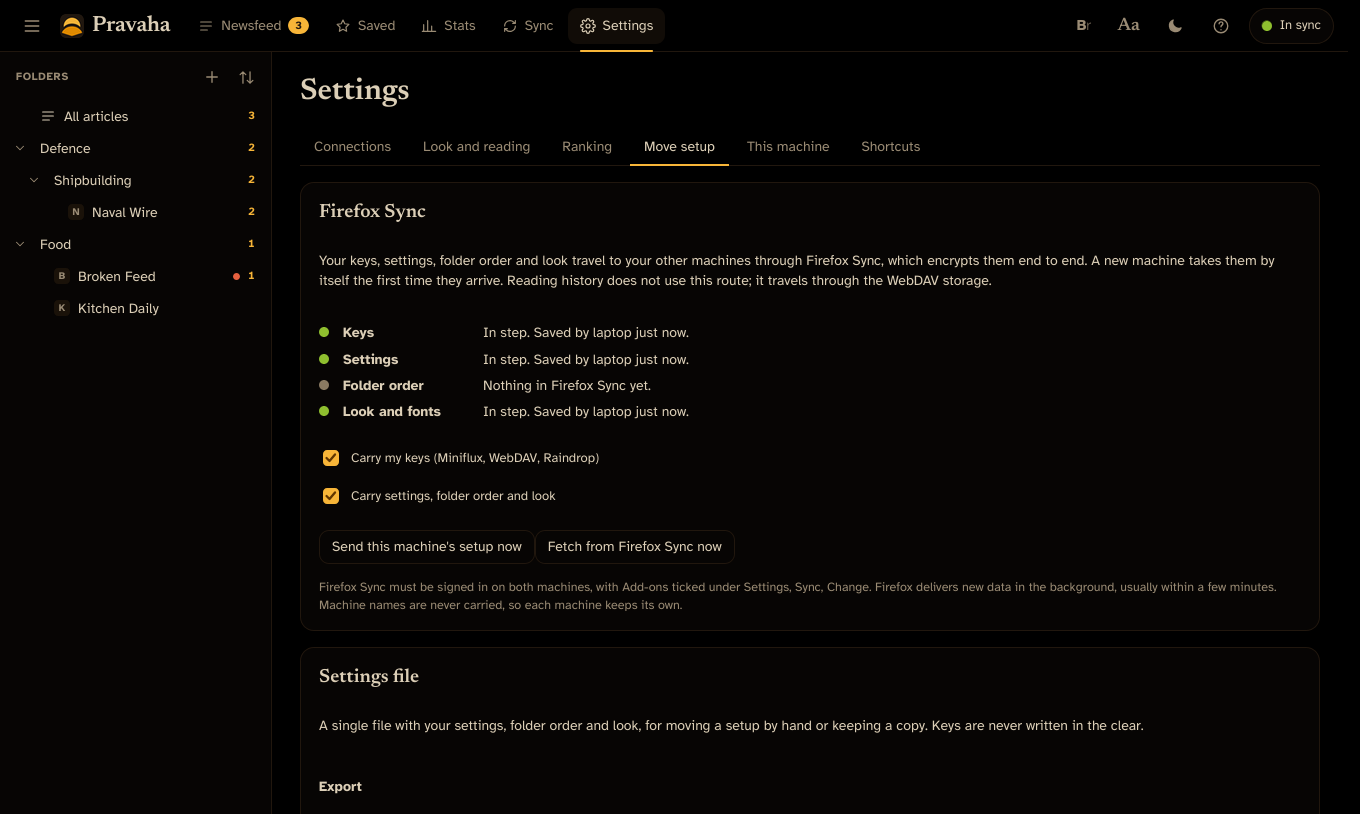 Pravaha
Newsfeed 3
Saved
Stats
Sync
Settings
Br
Aa
In sync
FOLDERS
All articles 3
Defence 2
Shipbuilding 2
N Naval Wire 2
Food 1
B Broken Feed 1
K Kitchen Daily
Settings
Connections
Look and reading
Ranking
Move setup
This machine
Shortcuts
Firefox Sync
Your keys, settings, folder order and look travel to your other machines through Firefox Sync, which encrypts them end to end. A new machine takes them by
itself the first time they arrive. Reading history does not use this route; it travels through the WebDAV storage.
Keys In step. Saved by laptop just now.
Settings In step. Saved by laptop just now.
Folder order Nothing in Firefox Sync yet.
Look and fonts In step. Saved by laptop just now.
Carry my keys (Miniflux, WebDAV, Raindrop)
Carry settings, folder order and look
Send this machine's setup now
Fetch from Firefox Sync now
Firefox Sync must be signed in on both machines, with Add-ons ticked under Settings, Sync, Change. Firefox delivers new data in the background, usually within a few minutes.
Machine names are never carried, so each machine keeps its own.
Settings file
A single file with your settings, folder order and look, for moving a setup by hand or keeping a copy. Keys are never written in the clear.
Export